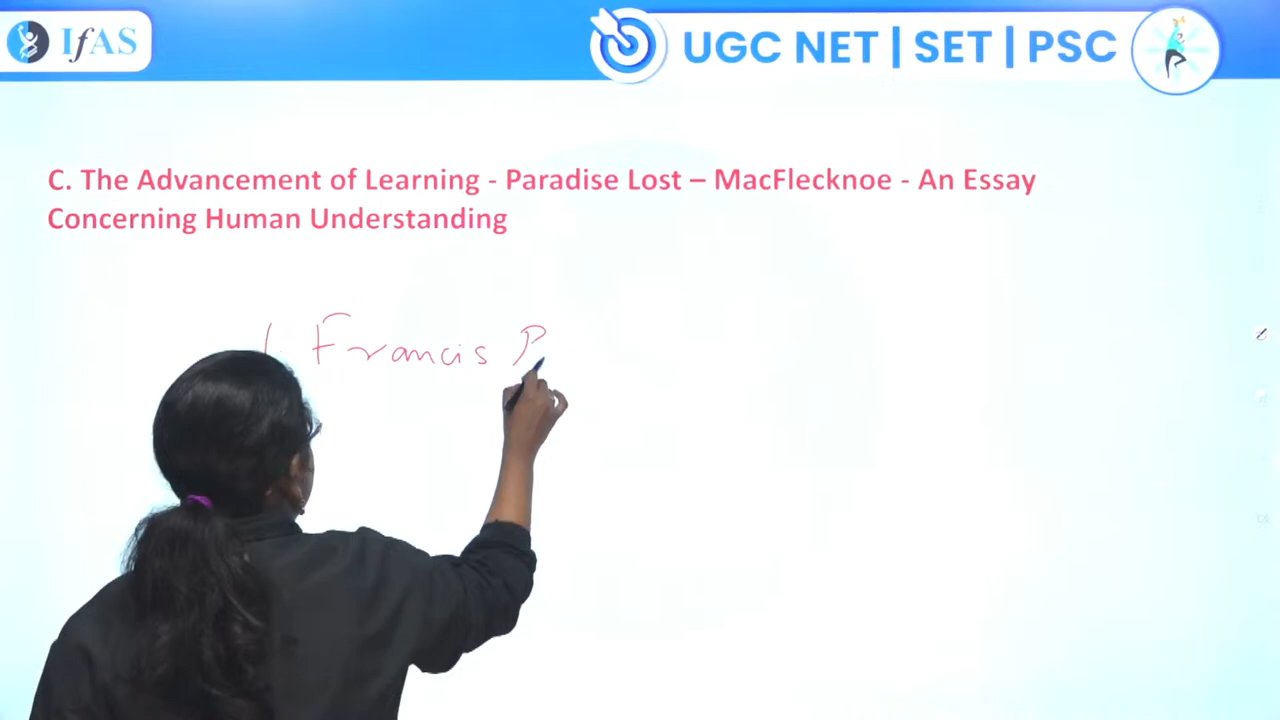 IfAS
UGC NET | SET | PSC
C. The Advancement of Learning - Paradise Lost – MacFlecknoe - An Essay
Concerning Human Understanding
Francis